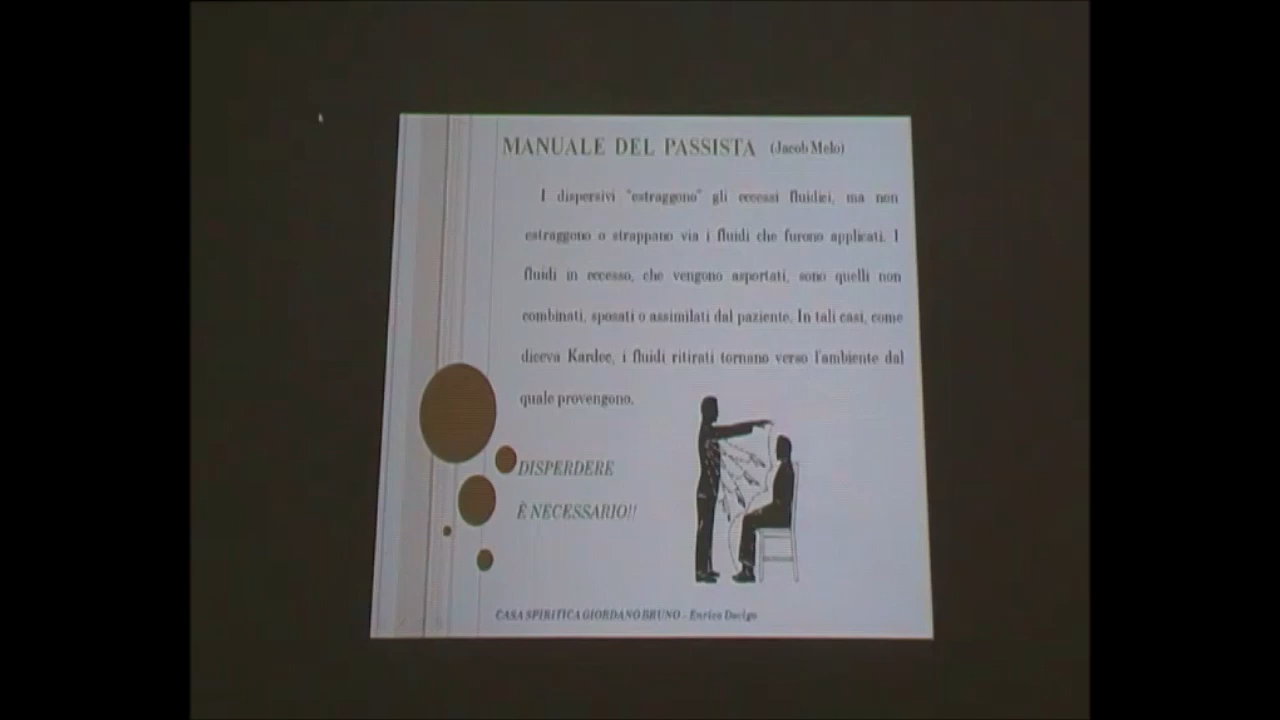 MANUALE DEL PASSISTA (Jacob Melo)
I dispersivi "estraggono" gli eccessi fluidici, ma non
estraggono o strappano via i fluidi che furono applicati. I
fluidi in eccesso, che vengono asportati, sono quelli non
combinati, sposati o assimilati dal paziente. In tali casi, come
diceva Kardec, i fluidi ritirati tornano verso l'ambiente dal
quale provengono.
DISPERDERE
È NECESSARIO!!
CASA SPIRITICA GIORDANO BRUNO - Enrico